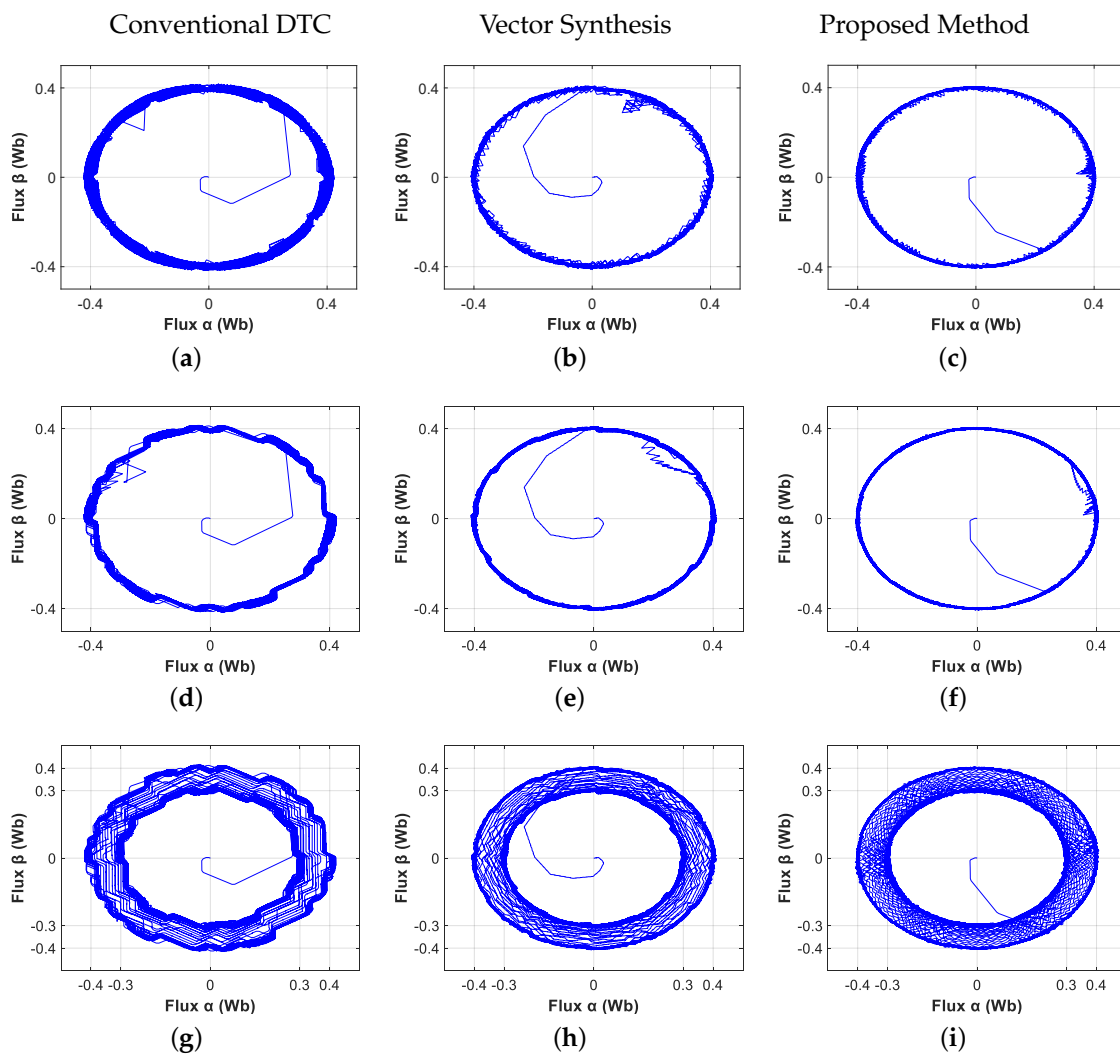 Conventional DTC Vector Synthesis Proposed Method
0.4 0.4 0.4
Flux β (Wb) Flux β (Wb) Flux β (Wb)
0 0 0
-0.4 -0.4 -0.4
-0.4 0 0.4 -0.4 0 0.4 -0.4 0 0.4
Flux α (Wb) Flux α (Wb) Flux α (Wb)
(a) (b) (c)
0.4 0.4 0.4
Flux β (Wb) Flux β (Wb) Flux β (Wb)
0 0 0
-0.4 -0.4 -0.4
-0.4 0 0.4 -0.4 0 0.4 -0.4 0 0.4
Flux α (Wb) Flux α (Wb) Flux α (Wb)
(d) (e) (f)
0.4 0.4 0.4
0.3 0.3 0.3
Flux β (Wb) Flux β (Wb) Flux β (Wb)
0 0 0
-0.3 -0.3 -0.3
-0.4 -0.4 -0.4
-0.4 -0.3 0 0.3 0.4 -0.4 -0.3 0 0.3 0.4 -0.4 -0.3 0 0.3 0.4
Flux α (Wb) Flux α (Wb) Flux α (Wb)
(g) (h) (i)